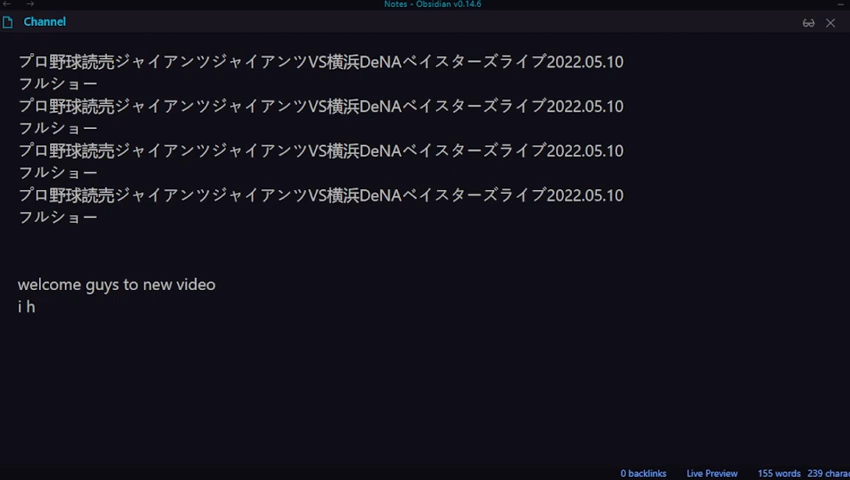 Notes - Obsidian v0.14.6
Channel
プロ野球読売ジャイアンツジャイアンツVS横浜DeNAベイスターズライブ2022.05.10
フルショー
プロ野球読売ジャイアンツジャイアンツVS横浜DeNAベイスターズライブ2022.05.10
フルショー
プロ野球読売ジャイアンツジャイアンツVS横浜DeNAベイスターズライブ2022.05.10
フルショー
プロ野球読売ジャイアンツジャイアンツVS横浜DeNAベイスターズライブ2022.05.10
フルショー
welcome guys to new video
i h
0 backlinks Live Preview 155 words 239 chara